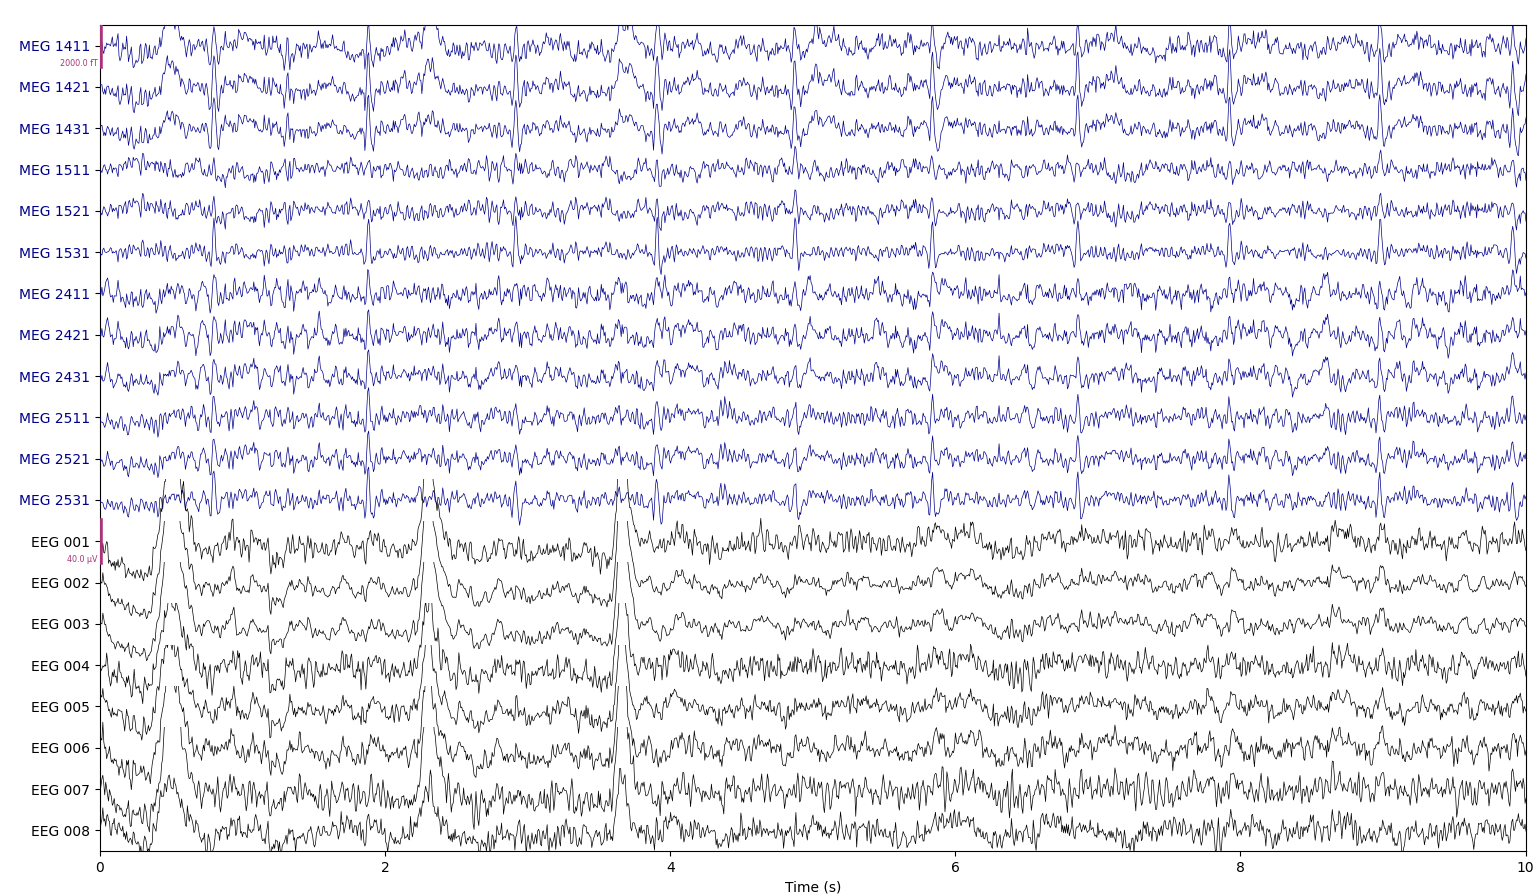 MEG 1411
2000.0 fT
MEG 1421
MEG 1431
MEG 1511
MEG 1521
MEG 1531
MEG 2411
MEG 2421
MEG 2431
MEG 2511
MEG 2521
MEG 2531
EEG 001
40.0 µV
EEG 002
EEG 003
EEG 004
EEG 005
EEG 006
EEG 007
EEG 008
0 2 4 6 8 10
Time (s)